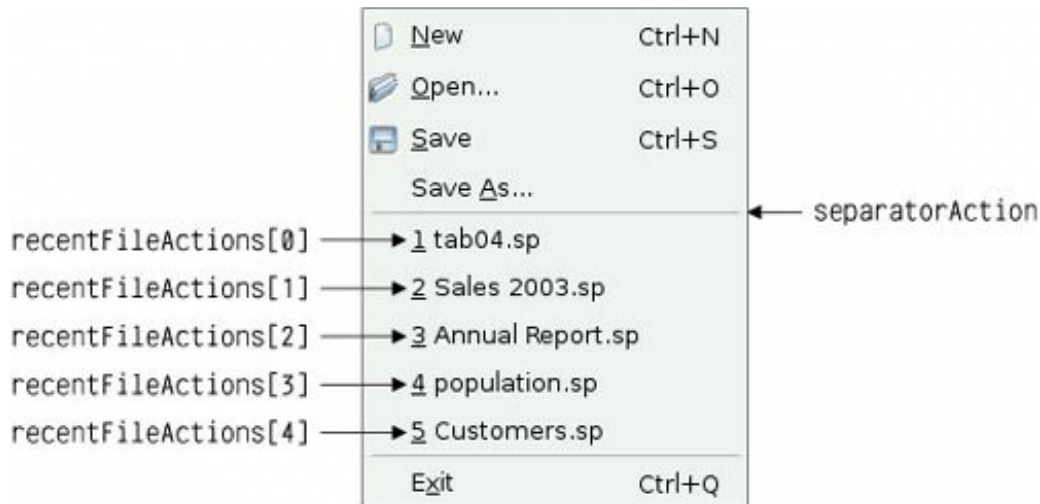 New Ctrl+N
Open... Ctrl+O
Save Ctrl+S
Save As...
separatorAction
recentFileActions[0] 1 tab04.sp
recentFileActions[1] 2 Sales 2003.sp
recentFileActions[2] 3 Annual Report.sp
recentFileActions[3] 4 population.sp
recentFileActions[4] 5 Customers.sp
Exit Ctrl+Q